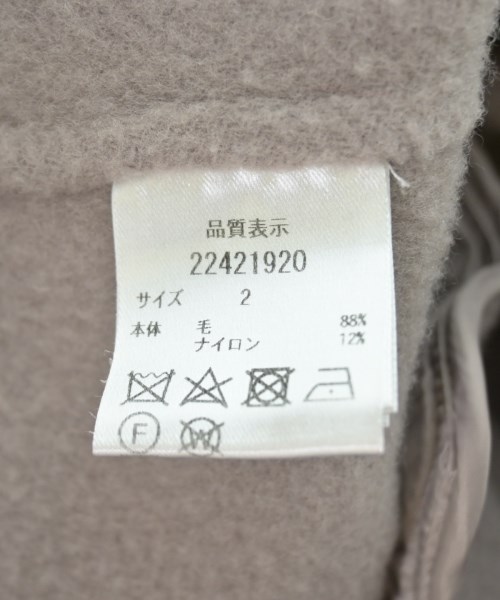 品質表示
22421920
サイズ 2
本体 毛 88%
ナイロン 12%
F W